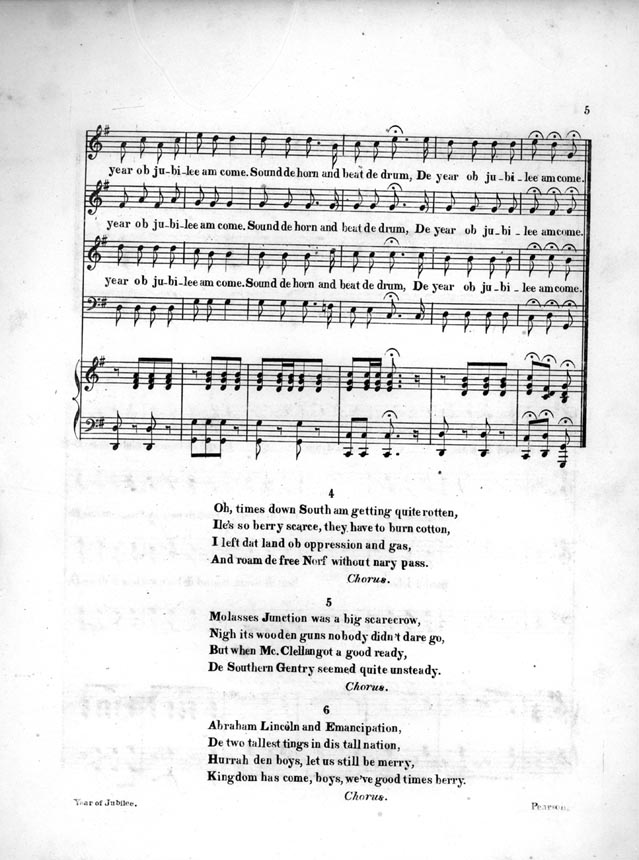 5
year ob ju-bi-lee am come. Sound de horn and beat de drum, De year ob ju-bi-lee am come.
year ob ju-bi-lee am come. Sound de horn and beat de drum, De year ob ju-bi-lee am come.
year ob ju-bi-lee am come. Sound de horn and beat de drum, De year ob ju-bi-lee am come.
4
Oh, times down South am getting quite rotten,
Ile's so berry scarce, they have to burn cotton,
I left dat land ob oppression and gas,
And roam de free Norf without nary pass.
Chorus.
5
Molasses Junction was a big scarecrow,
Nigh its wooden guns nobody didn't dare go,
But when Mc. Clellan got a good ready,
De Southern Gentry seemed quite unsteady.
Chorus.
6
Abraham Lincoln and Emancipation,
De two tallest tings in dis tall nation,
Hurrah den boys, let us still be merry,
Kingdom has come, boys, we've good times berry.
Chorus.
Year of Jubilee.
Pearson.